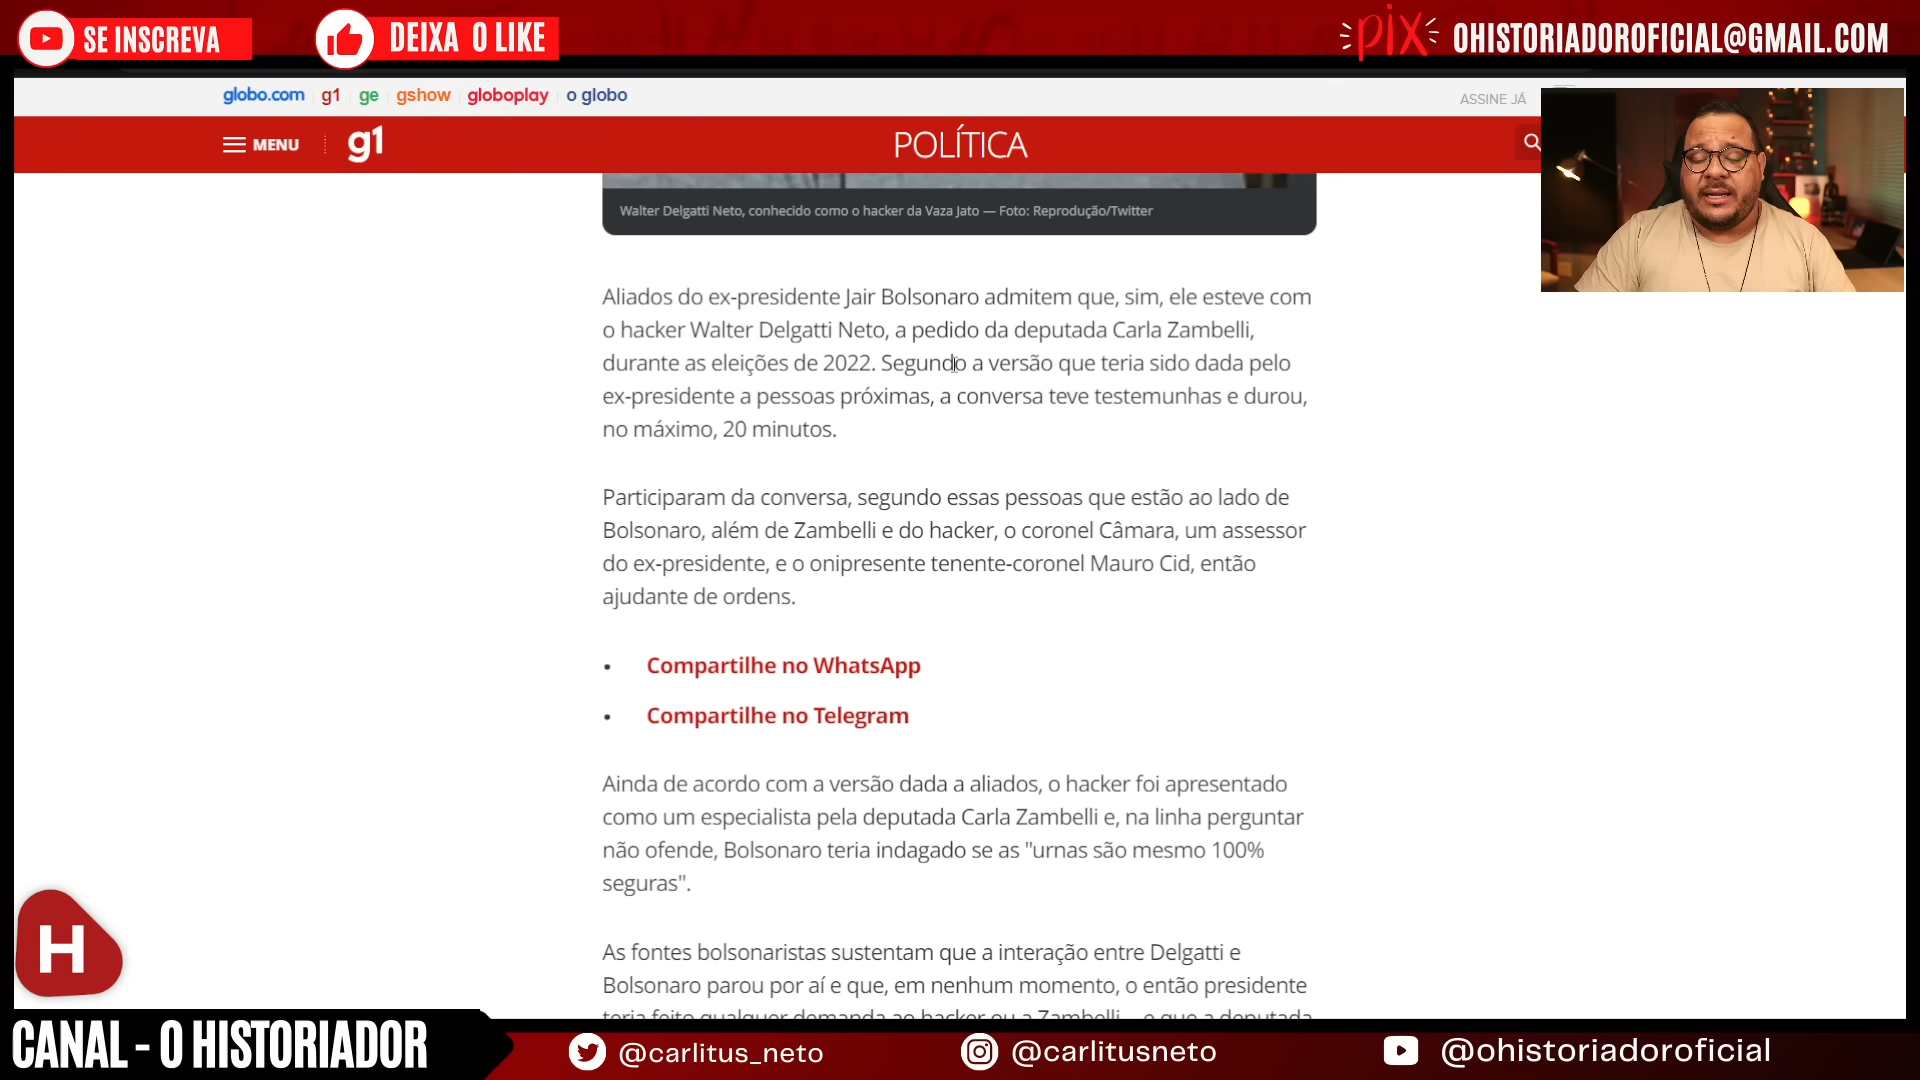 SE INSCREVA
DEIXA O LIKE
PIX OHISTORIADOROFICIAL@GMAIL.COM
globo.com g1 ge gshow globoplay o globo
ASSINE JÁ
MENU g1 POLÍTICA
Walter Delgatti Neto, conhecido como o hacker da Vaza Jato — Foto: Reprodução/Twitter
Aliados do ex-presidente Jair Bolsonaro admitem que, sim, ele esteve com
o hacker Walter Delgatti Neto, a pedido da deputada Carla Zambelli,
durante as eleições de 2022. Segundo a versão que teria sido dada pelo
ex-presidente a pessoas próximas, a conversa teve testemunhas e durou,
no máximo, 20 minutos.
Participaram da conversa, segundo essas pessoas que estão ao lado de
Bolsonaro, além de Zambelli e do hacker, o coronel Câmara, um assessor
do ex-presidente, e o onipresente tenente-coronel Mauro Cid, então
ajudante de ordens.
• Compartilhe no WhatsApp
• Compartilhe no Telegram
Ainda de acordo com a versão dada a aliados, o hacker foi apresentado
como um especialista pela deputada Carla Zambelli e, na linha perguntar
não ofende, Bolsonaro teria indagado se as "urnas são mesmo 100%
seguras".
As fontes bolsonaristas sustentam que a interação entre Delgatti e
Bolsonaro parou por aí e que, em nenhum momento, o então presidente
teria feito qualquer demanda ao hacker ou a Zambelli – e que a deputada
H
CANAL - O HISTORIADOR
@carlitus_neto
@carlitusneto
@ohistoriadoroficial